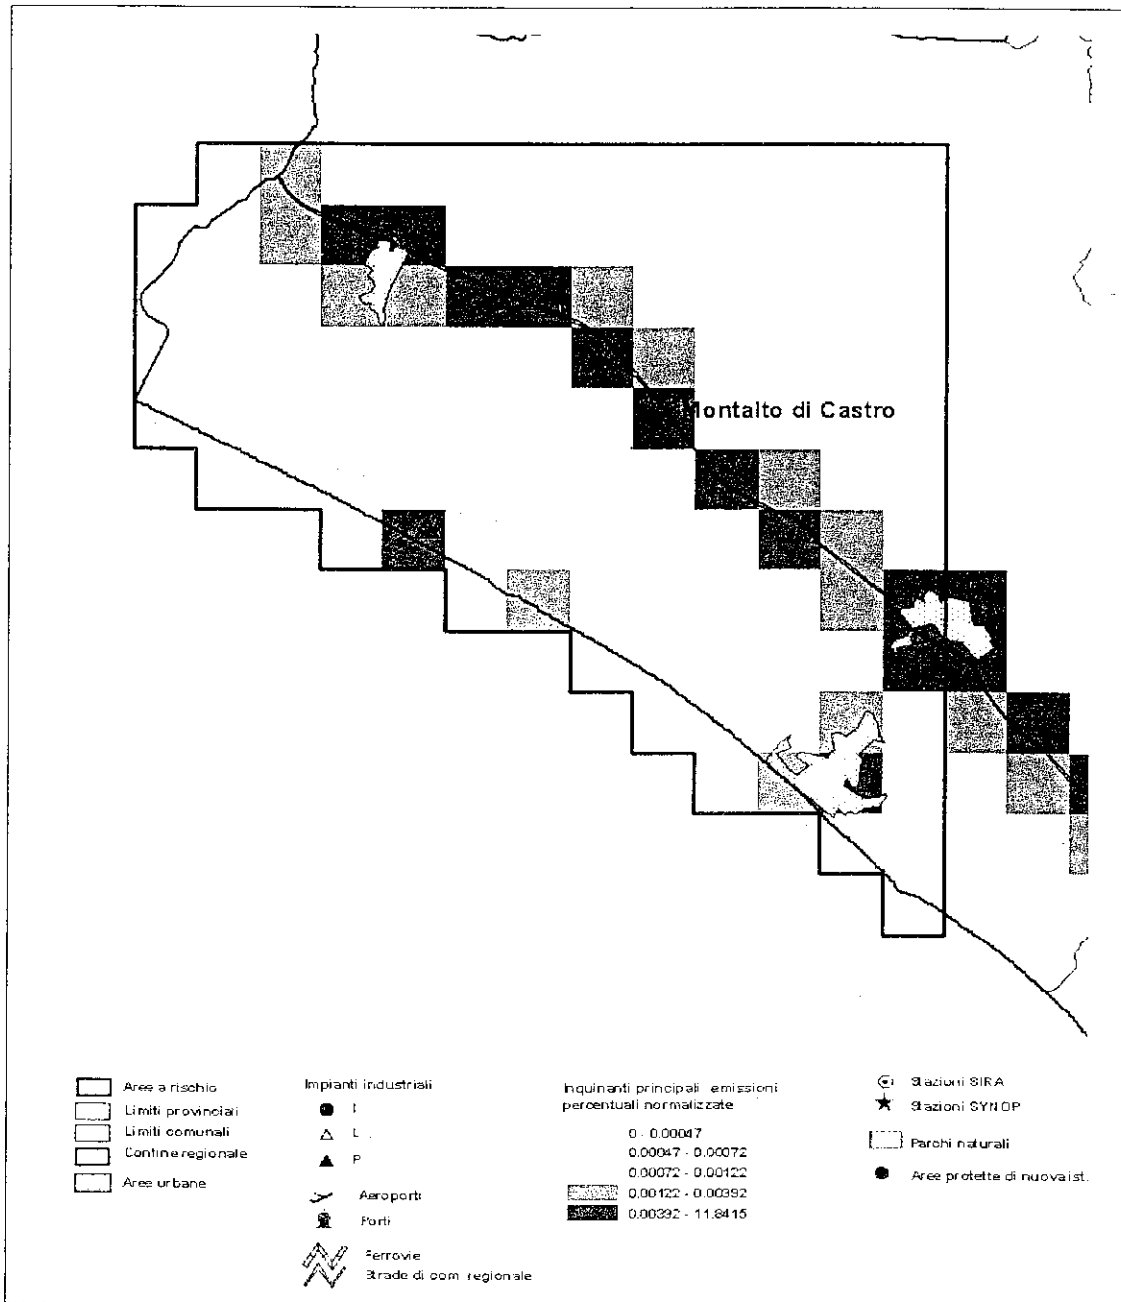 Montalto di Castro
Aree a rischio
Limiti provinciali
Limiti comunali
Confine regionale
Aree urbane
Impianti industriali
I
L
P
Aeroporti
Porti
Ferrovie
Strade di com regionale
Inquinanti principali emissioni
percentuali normalizzate
0 - 0.00047
0.00047 - 0.00072
0.00072 - 0.00122
0.00122 - 0.00392
0.00392 - 11.8415
Stazioni SIRA
Stazioni SYNOP
Parchi naturali
Aree protette di nuova ist.